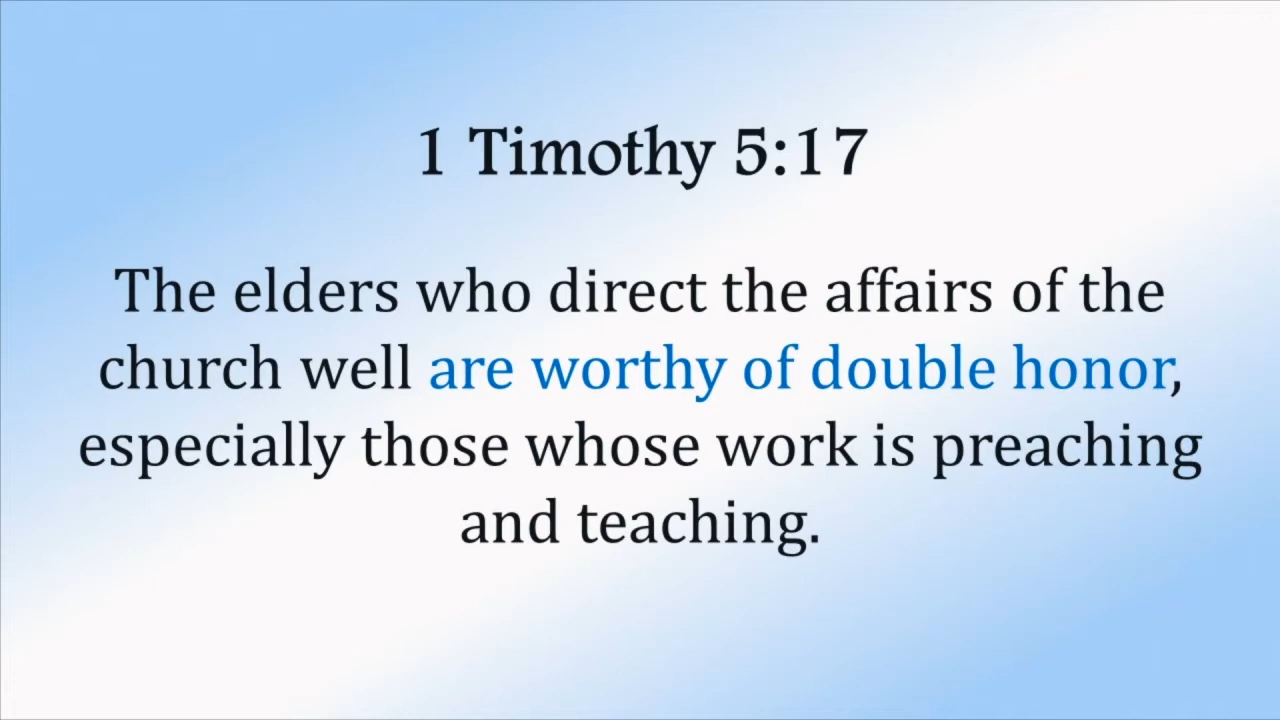 1 Timothy 5:17
The elders who direct the affairs of the
church well are worthy of double honor,
especially those whose work is preaching
and teaching.